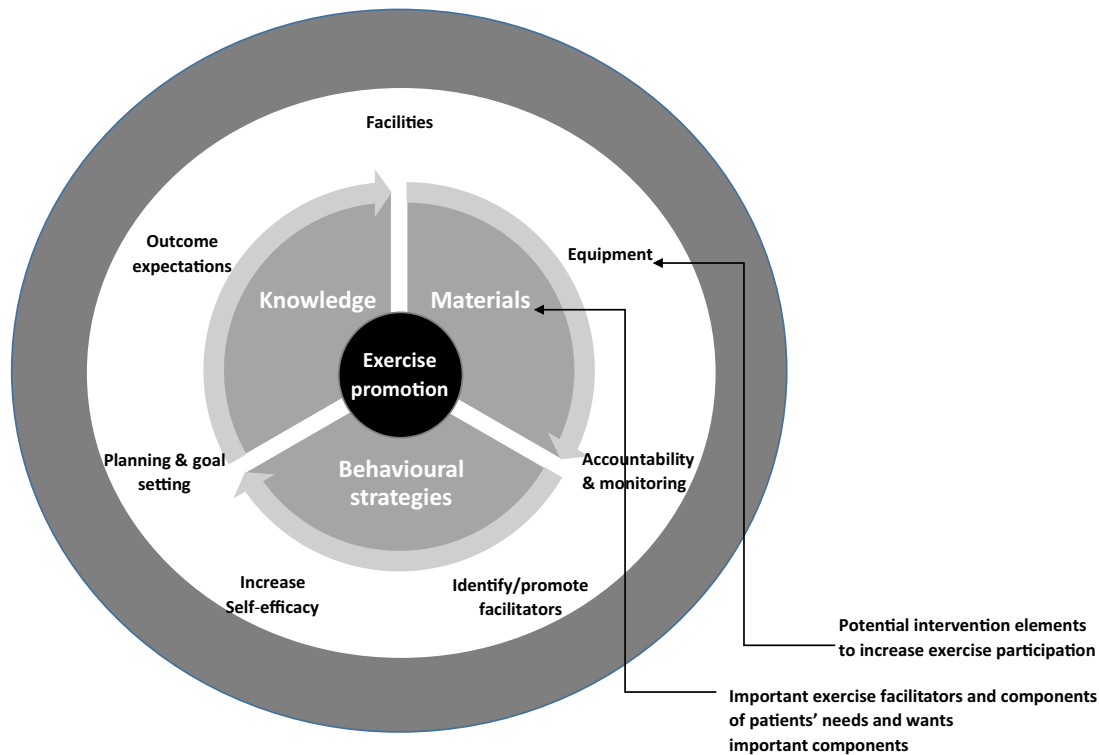 Facilities
Outcome
expectations
Equipment
Knowledge
Materials
Exercise
promotion
Planning & goal
setting
Behavioural
strategies
Accountability
& monitoring
Increase
Self-efficacy
Identify/promote
facilitators
Potential intervention elements
to increase exercise participation
Important exercise facilitators and components
of patients’ needs and wants
important components